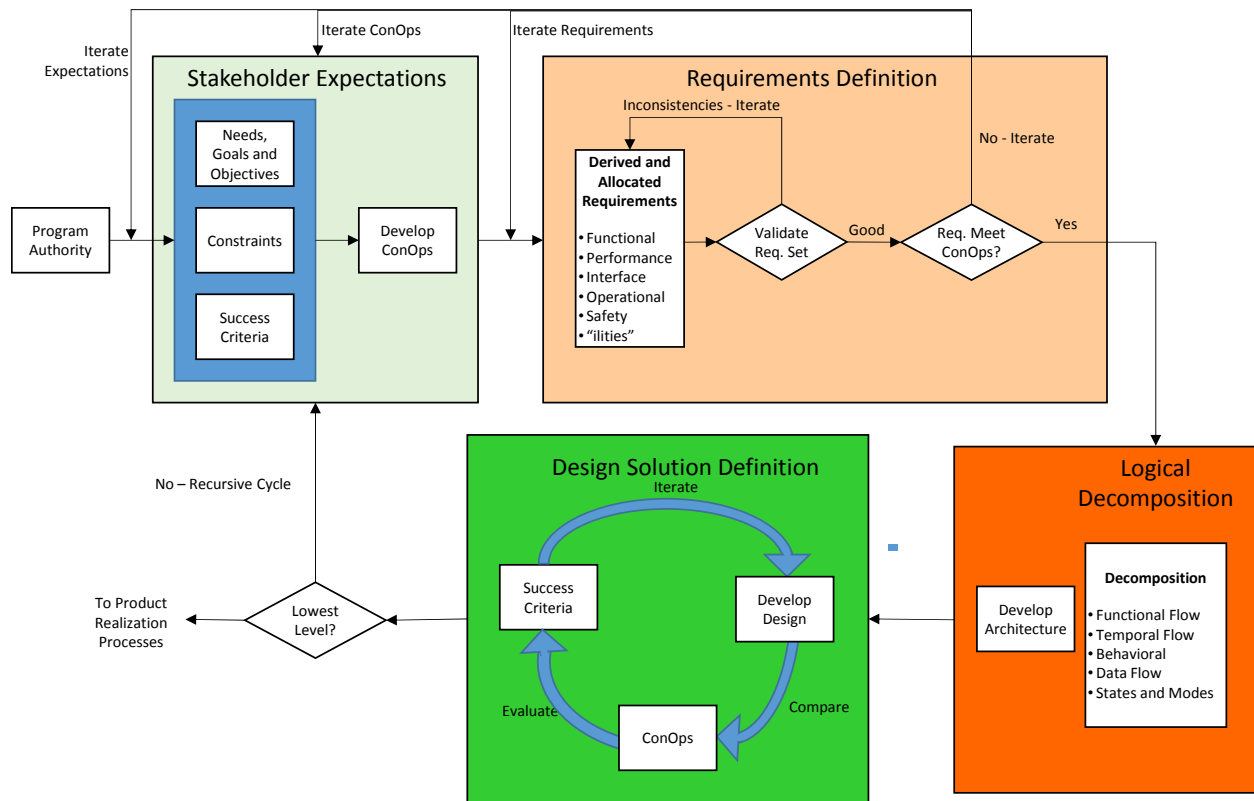 Iterate ConOps
Iterate Requirements
Iterate
Expectations
Stakeholder Expectations
Needs,
Goals and
Objectives
Constraints
Success
Criteria
Program
Authority
Develop
ConOps
Requirements Definition
Inconsistencies - Iterate
Derived and
Allocated
Requirements
• Functional
• Performance
• Interface
• Operational
• Safety
• “ilities”
Validate
Req. Set
Good
Req. Meet
ConOps?
No - Iterate
Yes
Logical
Decomposition
Decomposition
• Functional Flow
• Temporal Flow
• Behavioral
• Data Flow
• States and Modes
Develop
Architecture
Design Solution Definition
Iterate
Success
Criteria
Develop
Design
Evaluate
Compare
ConOps
No – Recursive Cycle
Lowest
Level?
To Product
Realization
Processes